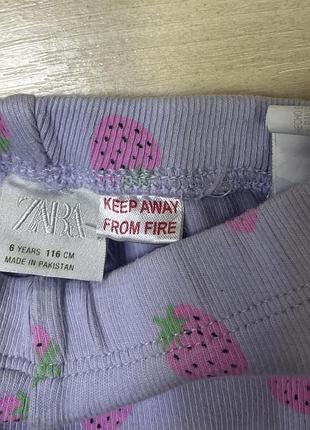 ZARA
6 YEARS 116 CM
MADE IN PAKISTAN
KEEP AWAY
FROM FIRE